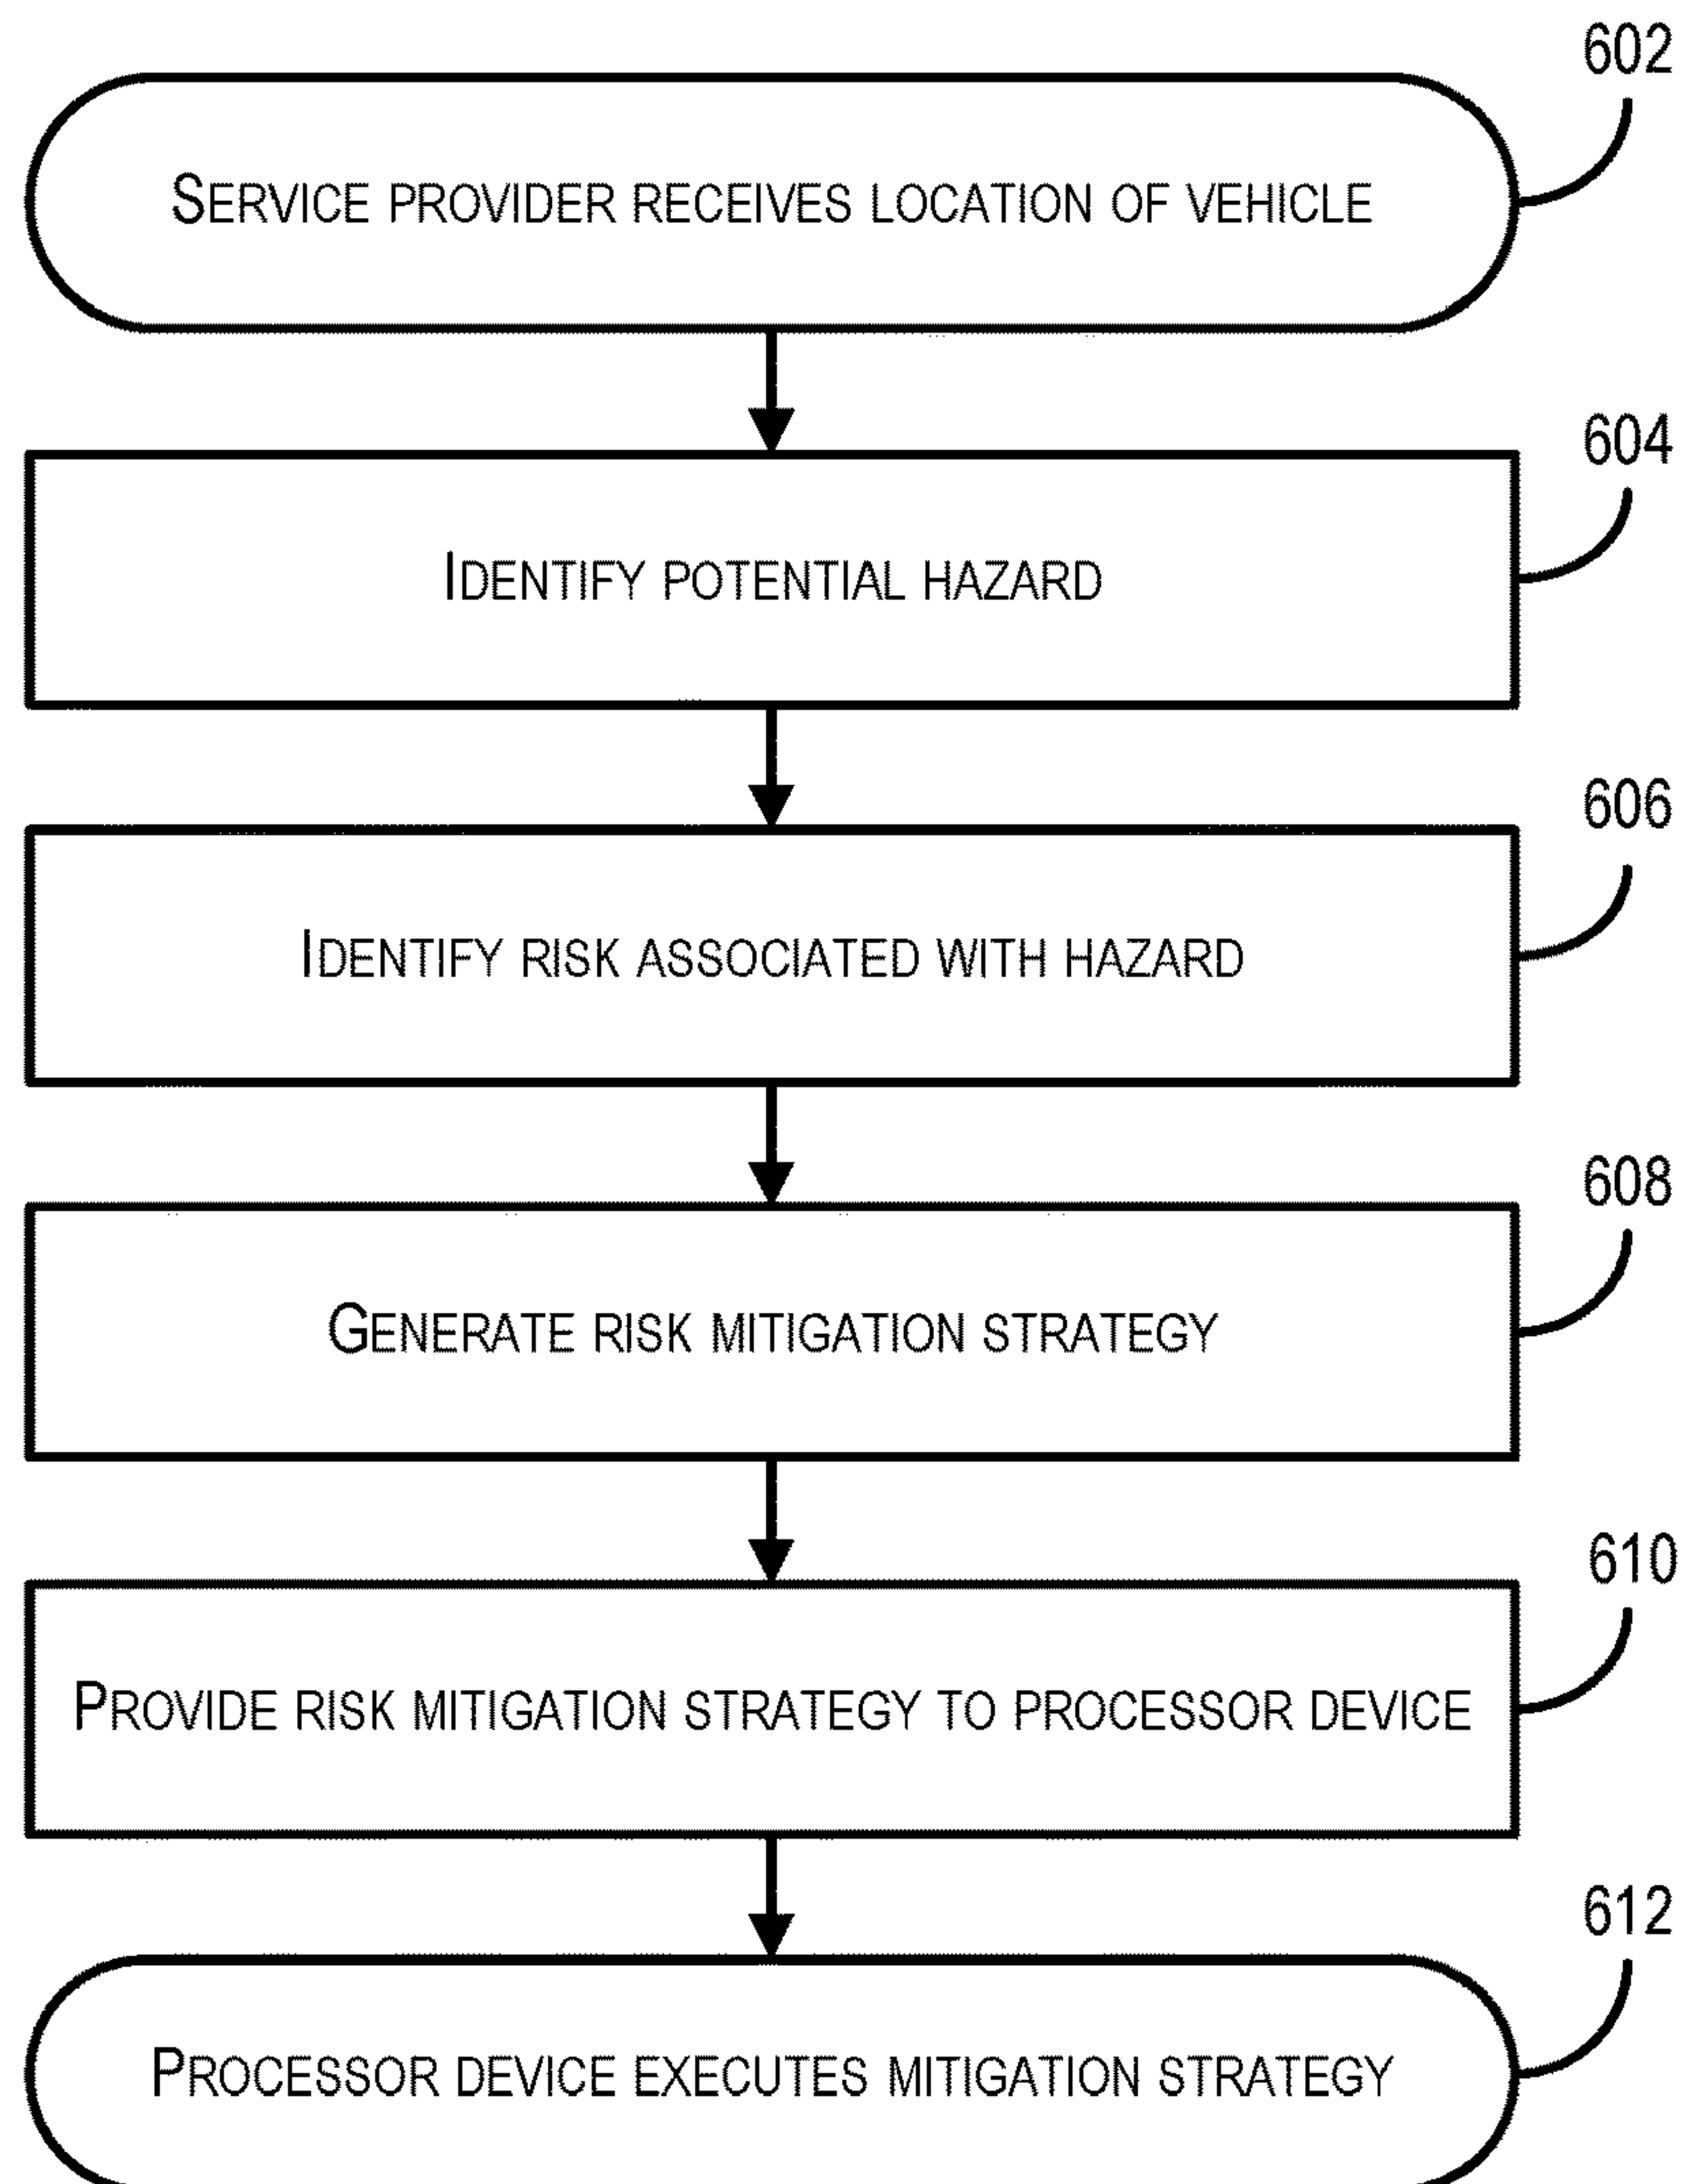 602
SERVICE PROVIDER RECEIVES LOCATION OF VEHICLE
604
IDENTIFY POTENTIAL HAZARD
606
IDENTIFY RISK ASSOCIATED WITH HAZARD
608
GENERATE RISK MITIGATION STRATEGY
610
PROVIDE RISK MITIGATION STRATEGY TO PROCESSOR DEVICE
612
PROCESSOR DEVICE EXECUTES MITIGATION STRATEGY